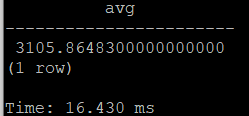 avg
-----------------------
3105.8648300000000000
(1 row)
Time: 16.430 ms